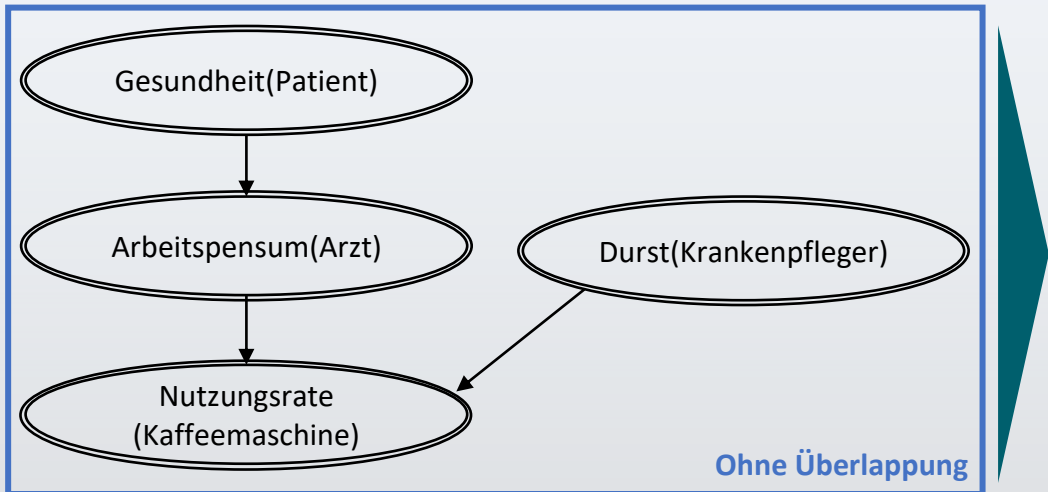 Gesundheit(Patient)
Arbeitspensum(Arzt)
Durst(Krankenpfleger)
Nutzungsrate
(Kaffeemaschine)
Ohne Überlappung